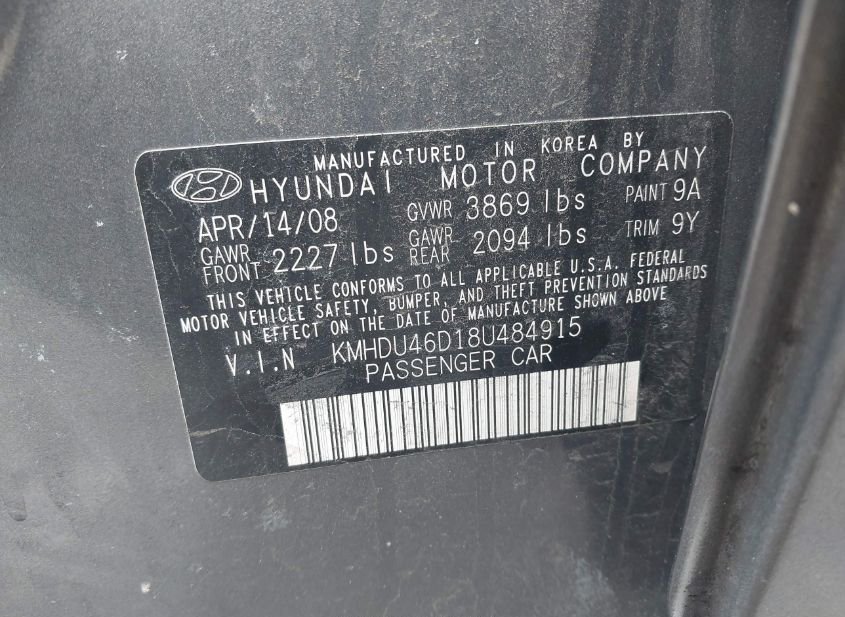 MANUFACTURED IN KOREA BY
HYUNDAI MOTOR COMPANY
APR/14/08 GVWR 3869 lbs PAINT 9A
GAWR FRONT 2227 lbs GAWR REAR 2094 lbs TRIM 9Y
THIS VEHICLE CONFORMS TO ALL APPLICABLE U.S.A. FEDERAL
MOTOR VEHICLE SAFETY, BUMPER, AND THEFT PREVENTION STANDARDS
IN EFFECT ON THE DATE OF MANUFACTURE SHOWN ABOVE
V.I.N KMHDU46D18U484915
PASSENGER CAR